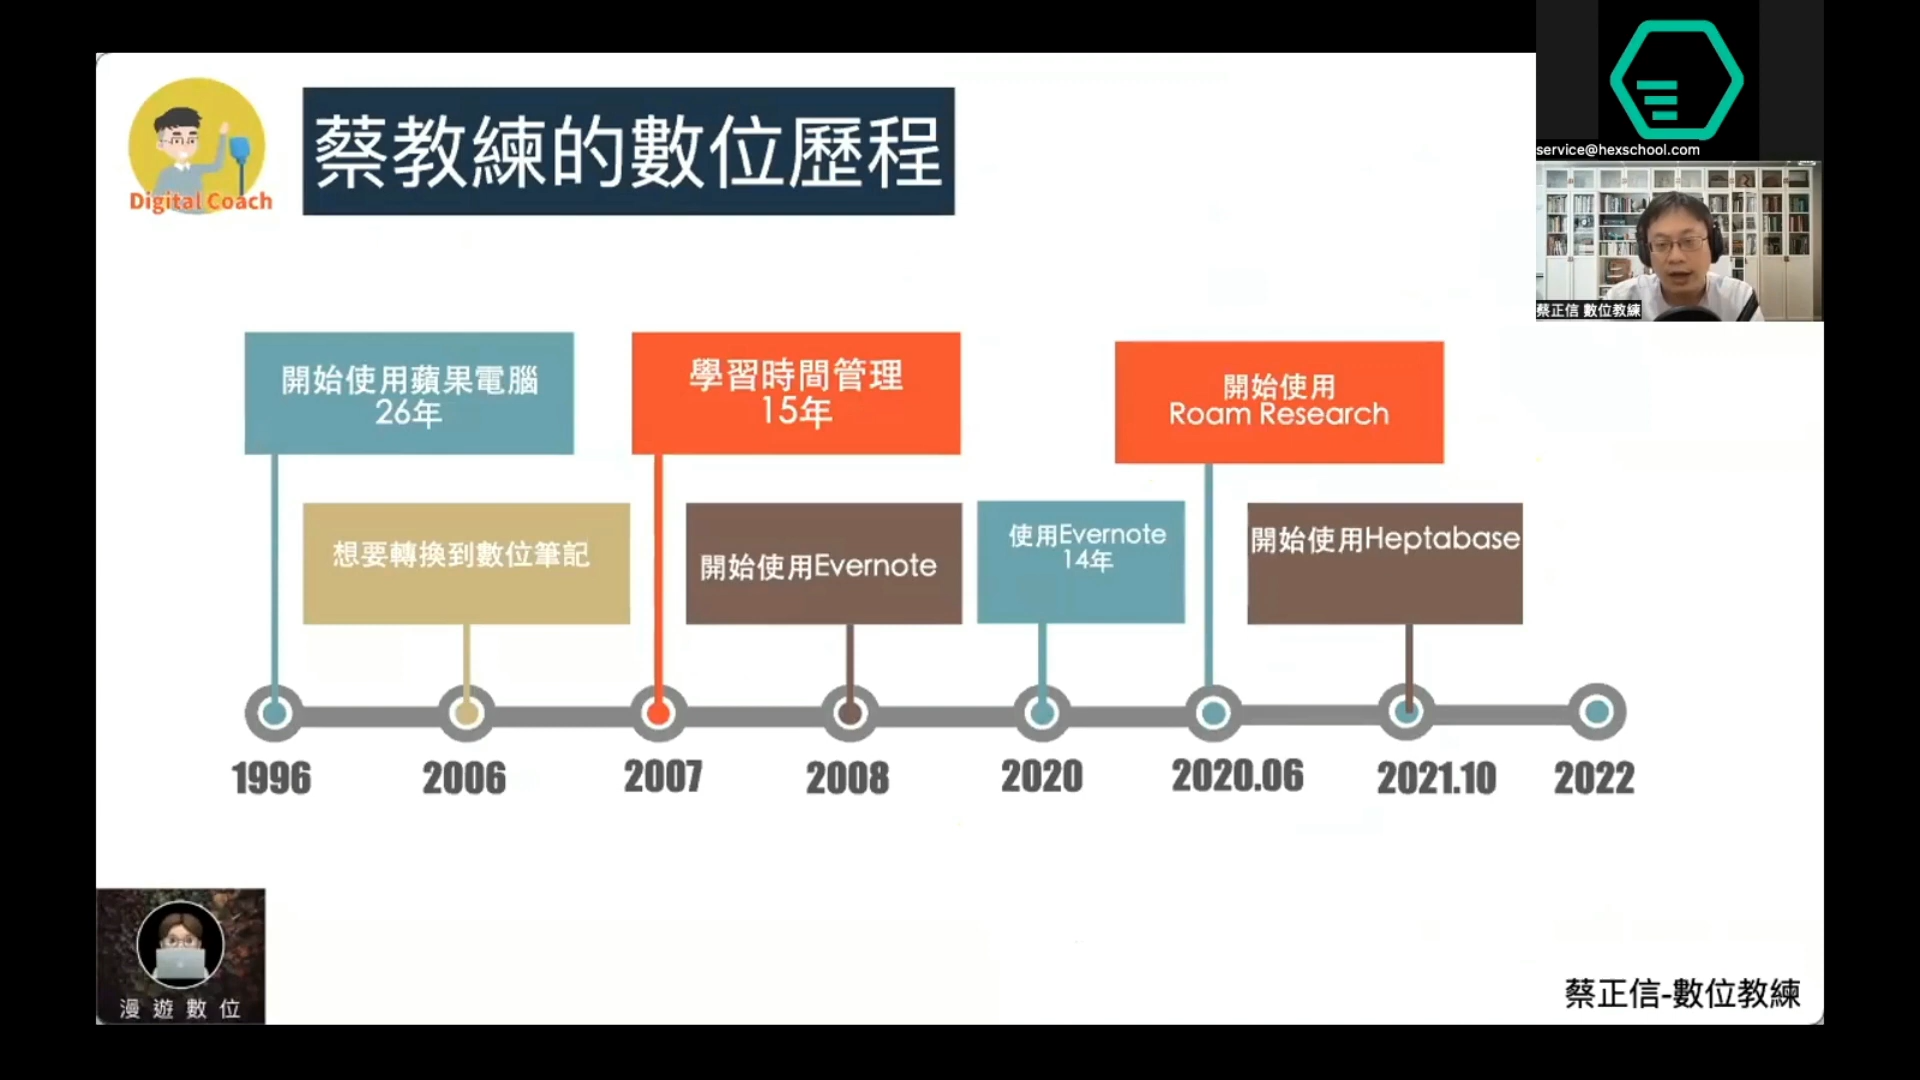 Digital Coach
蔡教練的數位歷程
service@hexschool.com
蔡正信 數位教練
開始使用蘋果電腦
26年
學習時間管理
15年
開始使用
Roam Research
想要轉換到數位筆記
開始使用Evernote
使用Evernote
14年
開始使用Heptabase
1996
2006
2007
2008
2020
2020.06
2021.10
2022
漫遊數位
蔡正信-數位教練